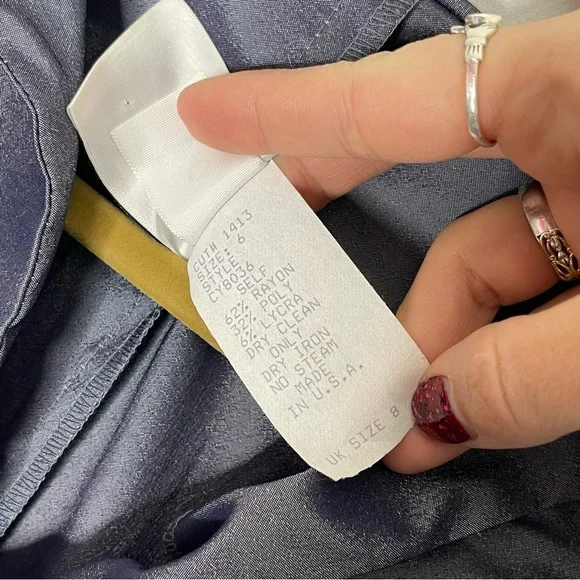 CUT# 1413
SIZE: 6
STYLE:
CY8036
SELF
62% RAYON
32% POLY
6% LYCRA
DRY CLEAN
ONLY
DRY IRON
NO STEAM
MADE
IN U.S.A.
UK SIZE 8